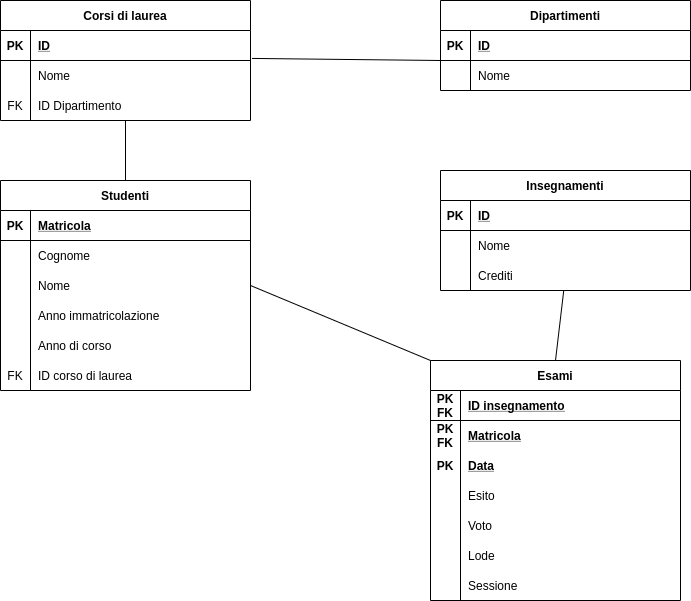 Corsi di laurea
PK ID
Nome
FK ID Dipartimento
Dipartimenti
PK ID
Nome
Studenti
PK Matricola
Cognome
Nome
Anno immatricolazione
Anno di corso
FK ID corso di laurea
Insegnamenti
PK ID
Nome
Crediti
Esami
PK
FK ID insegnamento
PK
FK Matricola
PK Data
Esito
Voto
Lode
Sessione